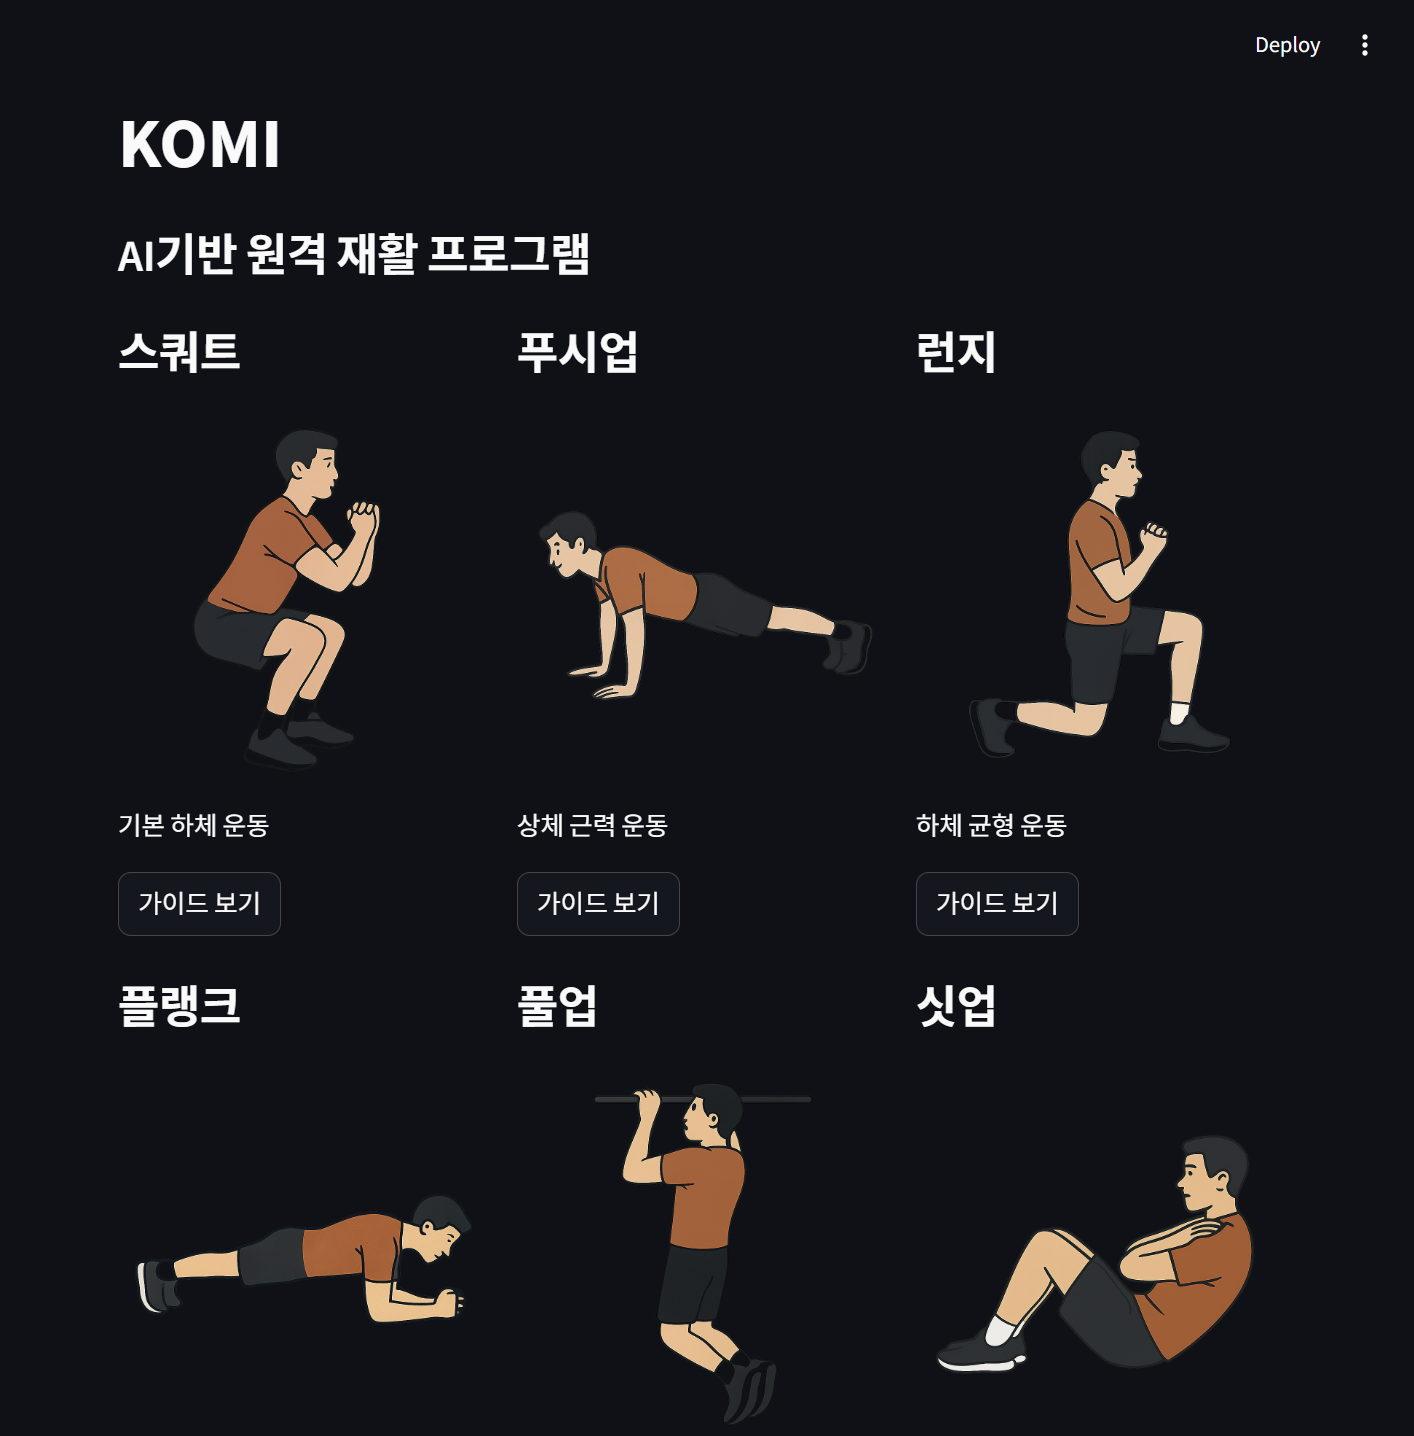 Deploy
KOMI
AI기반 원격 재활 프로그램
스쿼트
푸시업
런지
기본 하체 운동
상체 근력 운동
하체 균형 운동
가이드 보기
가이드 보기
가이드 보기
플랭크
풀업
싯업